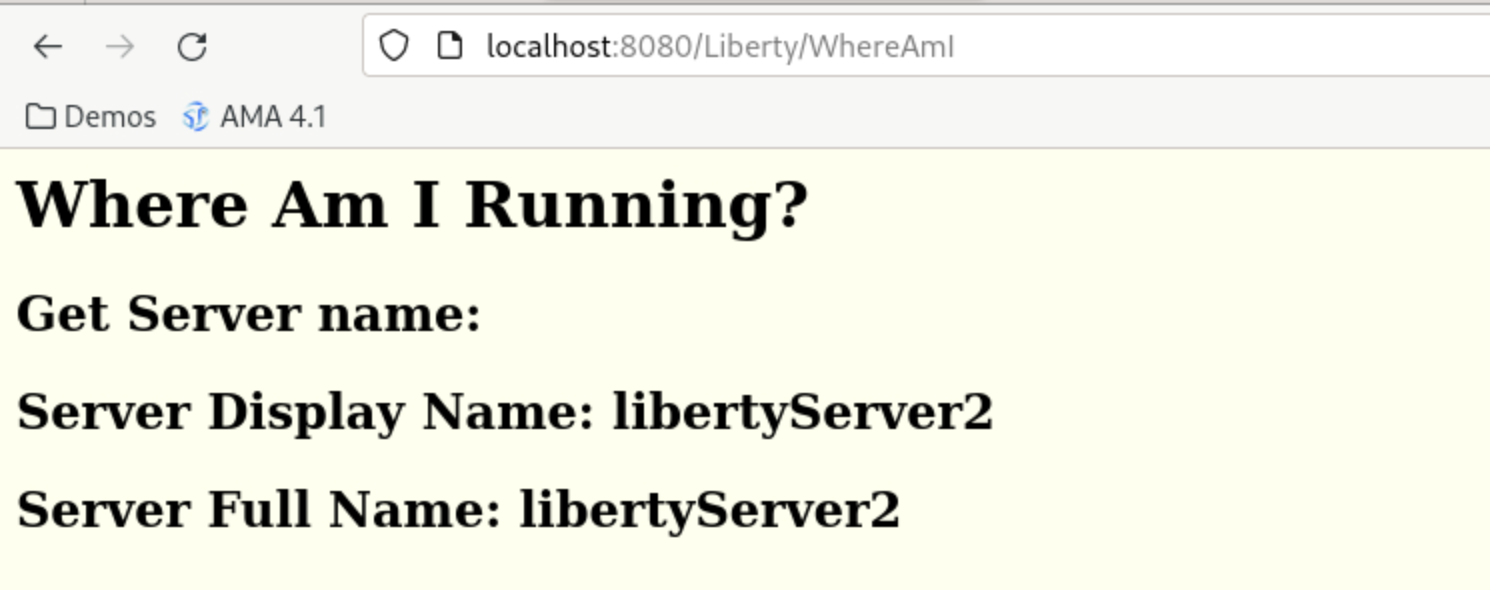 localhost:8080/Liberty/WhereAmI
Demos AMA 4.1
Where Am I Running?
Get Server name:
Server Display Name: libertyServer2
Server Full Name: libertyServer2